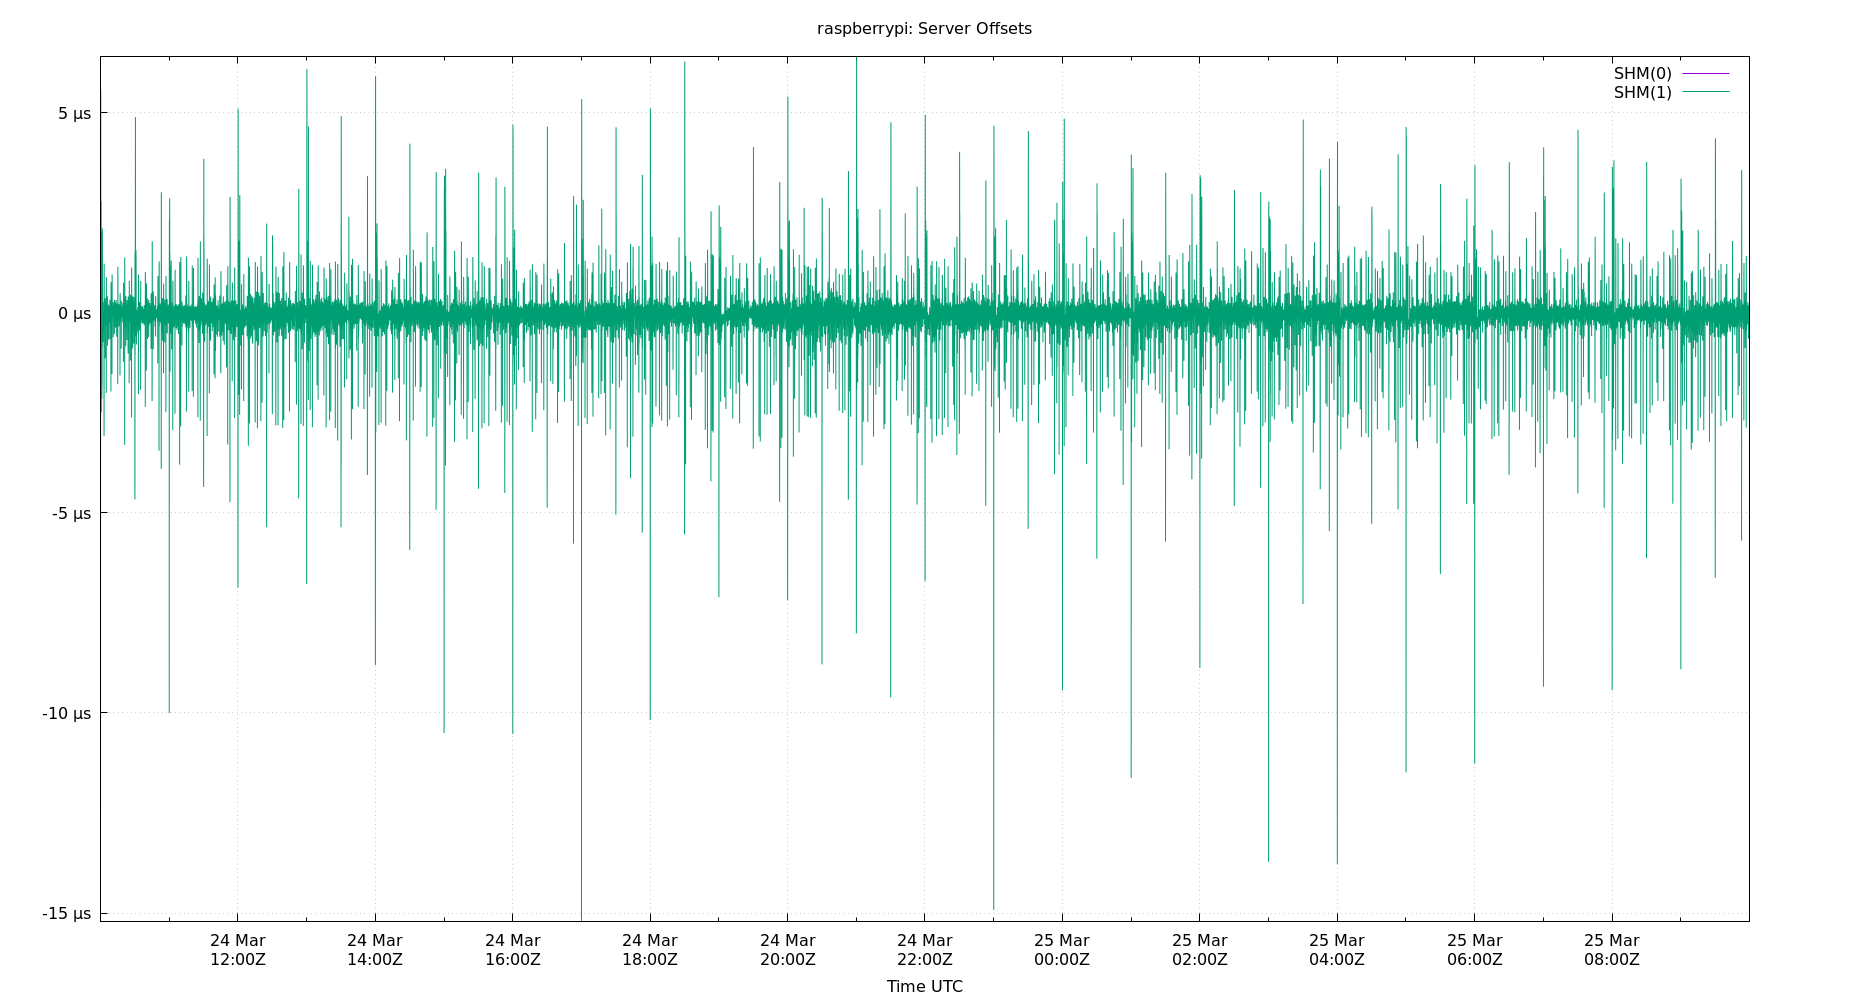 raspberrypi: Server Offsets
SHM(0)
SHM(1)
5 µs
0 µs
-5 µs
-10 µs
-15 µs
24 Mar 24 Mar 24 Mar 24 Mar 24 Mar 24 Mar 25 Mar 25 Mar 25 Mar 25 Mar 25 Mar
12:00Z 14:00Z 16:00Z 18:00Z 20:00Z 22:00Z 00:00Z 02:00Z 04:00Z 06:00Z 08:00Z
Time UTC